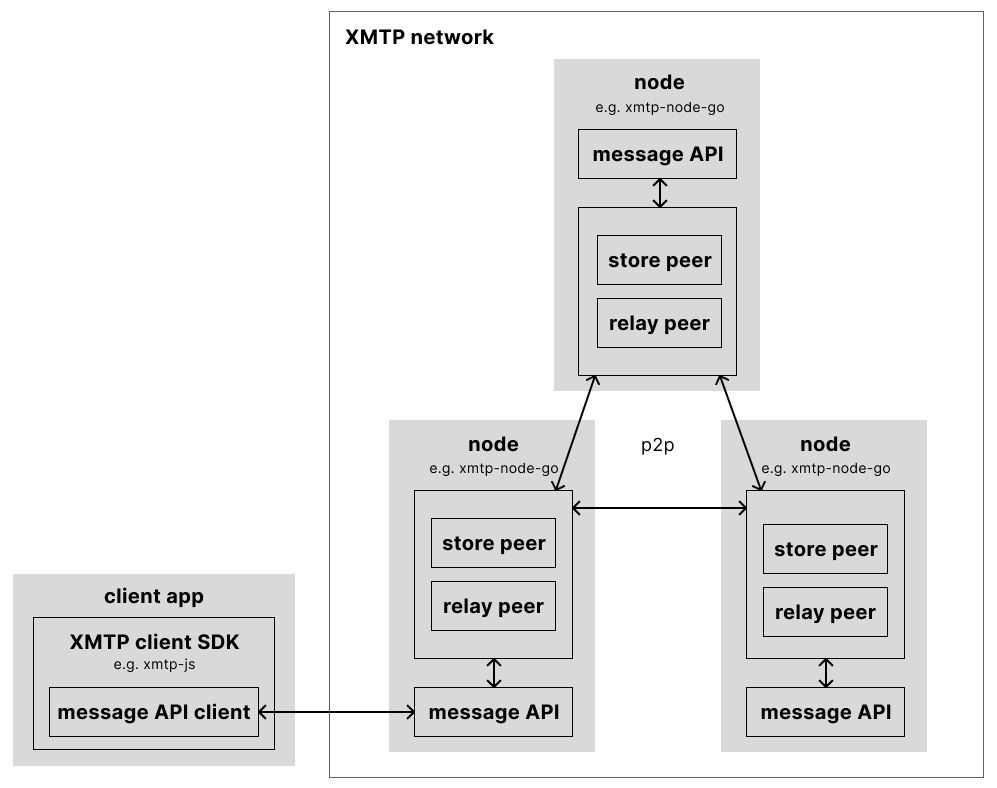 XMTP network
node
e.g. xmtp-node-go
message API
store peer
relay peer
p2p
node
e.g. xmtp-node-go
store peer
relay peer
message API
node
e.g. xmtp-node-go
store peer
relay peer
message API
client app
XMTP client SDK
e.g. xmtp-js
message API client